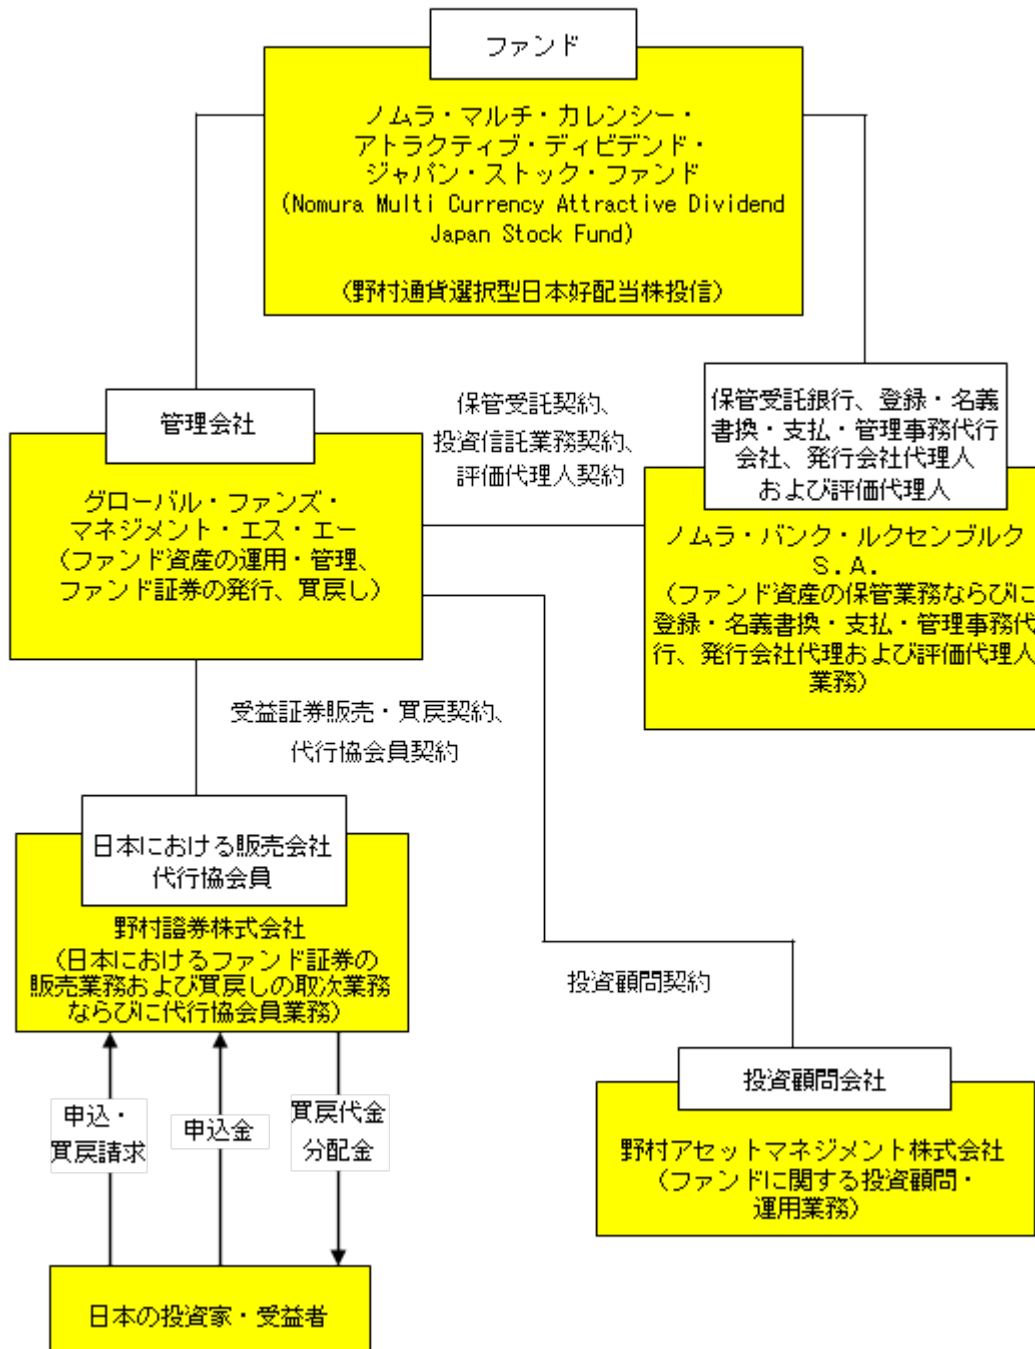 ファンド
ノムラ・マルチ・カレンシー・
アトラクティブ・ディビデンド・
ジャパン・ストック・ファンド
(Nomura Multi Currency Attractive Dividend
Japan Stock Fund)
(野村通貨選択型日本好配当株投信)
管理会社
グローバル・ファンズ・
マネジメント・エス・エー
(ファンド資産の運用・管理、
ファンド証券の発行、買戻し)
保管受託契約、
投資信託業務契約、
評価代理人契約
保管受託銀行、登録・名義
書換・支払・管理事務代行
会社、発行会社代理人
および評価代理人
ノムラ・バンク・ルクセンブルク
S.A.
(ファンド資産の保管業務ならびに
登録・名義書換・支払・管理事務代
行、発行会社代理および評価代理人
業務)
受益証券販売・買戻契約、
代行協会員契約
日本における販売会社
代行協会員
野村證券株式会社
(日本におけるファンド証券の
販売業務および買戻しの取次業務
ならびに代行協会員業務)
投資顧問契約
投資顧問会社
野村アセットマネジメント株式会社
(ファンドに関する投資顧問・
運用業務)
申込・
買戻請求
申込金
買戻代金
分配金
日本の投資家・受益者